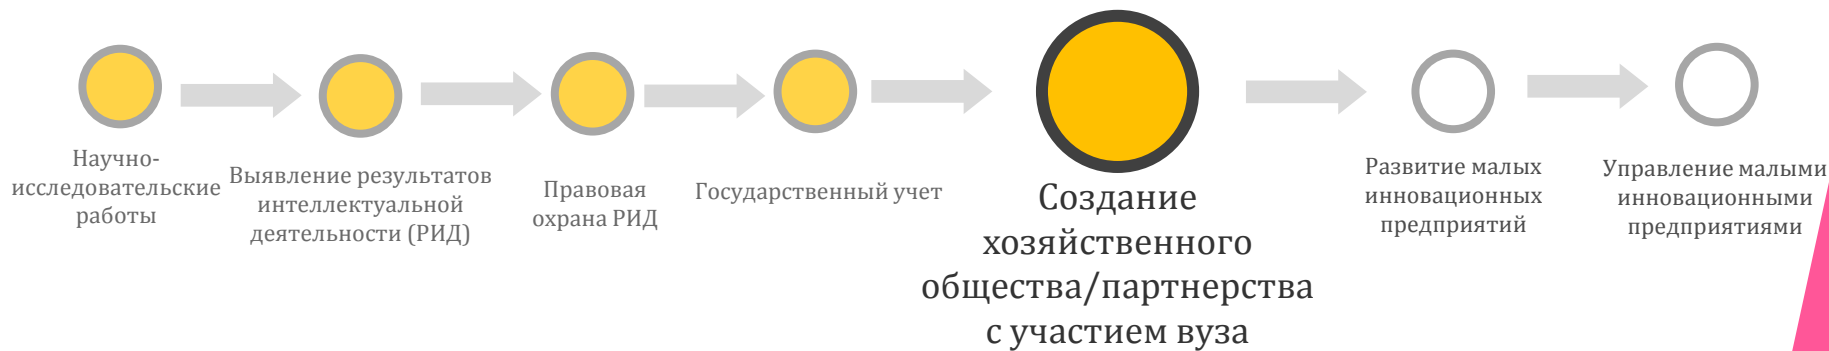 Научно-
исследовательские
работы
Выявление результатов
интеллектуальной
деятельности (РИД)
Правовая
охрана РИД
Государственный учет
Создание
хозяйственного
общества/партнерства
с участием вуза
Развитие малых
инновационных
предприятий
Управление малыми
инновационными
предприятиями